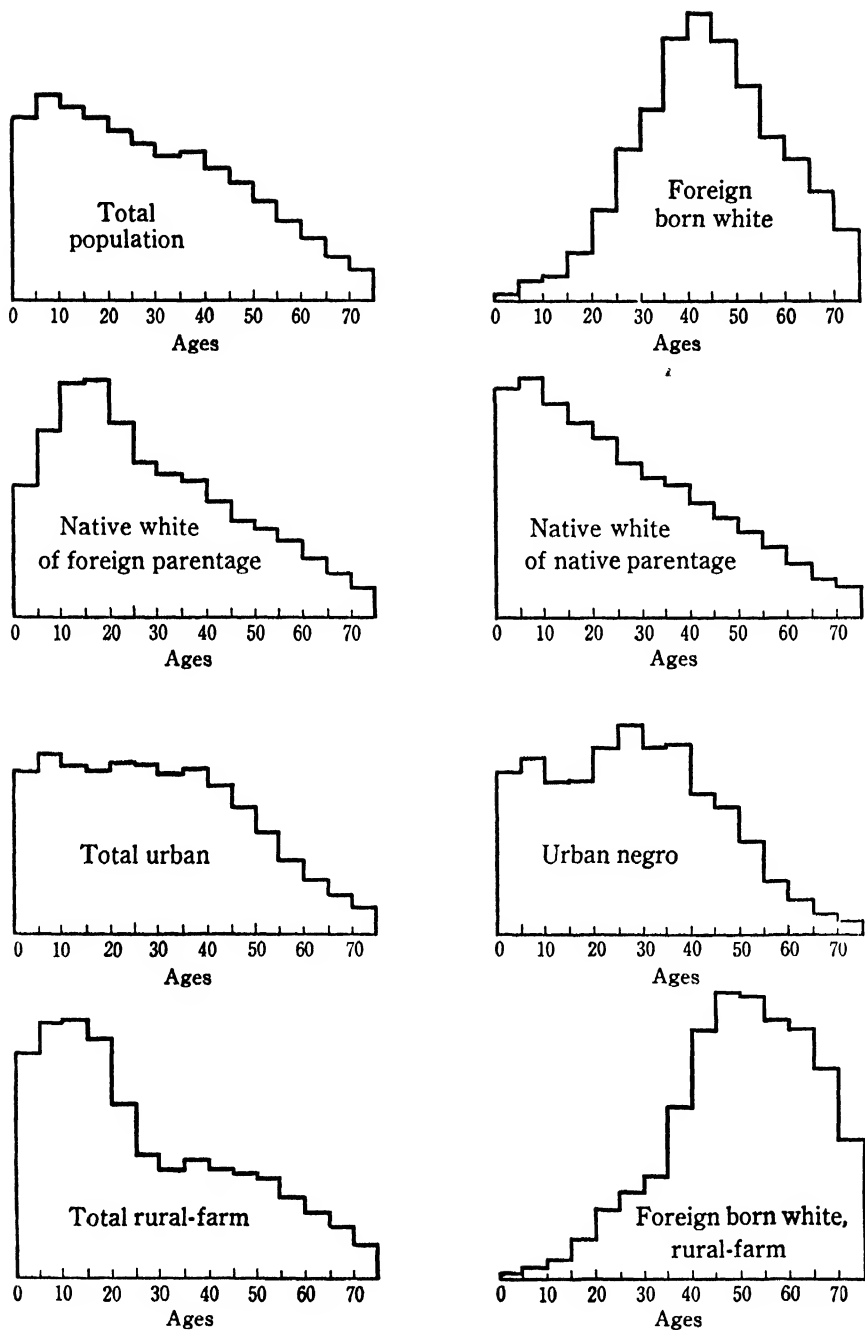 Total
population
0 10 20 30 40 50 60 70
Ages
Foreign
born white
0 10 20 30 40 50 60 70
Ages
Native white
of foreign parentage
0 10 20 30 40 50 60 70
Ages
Native white
of native parentage
0 10 20 30 40 50 60 70
Ages
Total urban
0 10 20 30 40 50 60 70
Ages
Urban negro
0 10 20 30 40 50 60 70
Ages
Total rural-farm
0 10 20 30 40 50 60 70
Ages
Foreign born white,
rural-farm
0 10 20 30 40 50 60 70
Ages